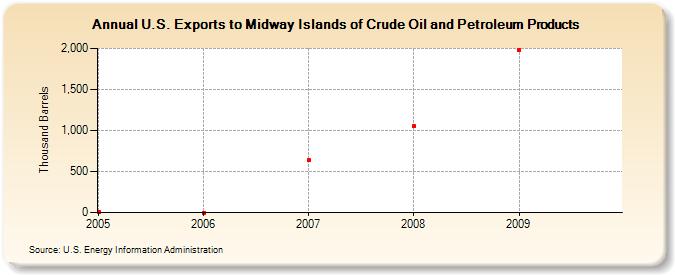 Annual U.S. Exports to Midway Islands of Crude Oil and Petroleum Products
Thousand Barrels
2,000
1,500
1,000
500
0
2005 2006 2007 2008 2009
Source: U.S. Energy Information Administration